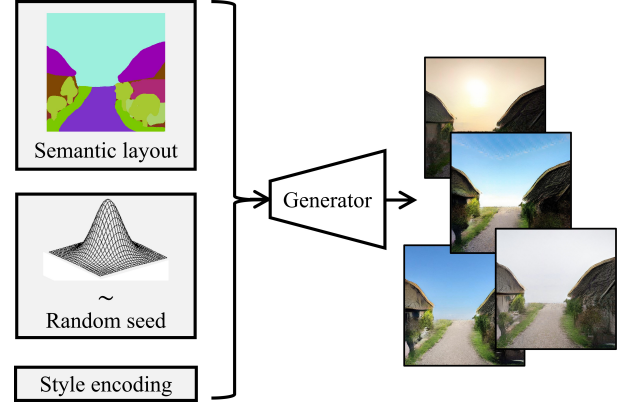 Semantic layout
~
Random seed
Style encoding
Generator